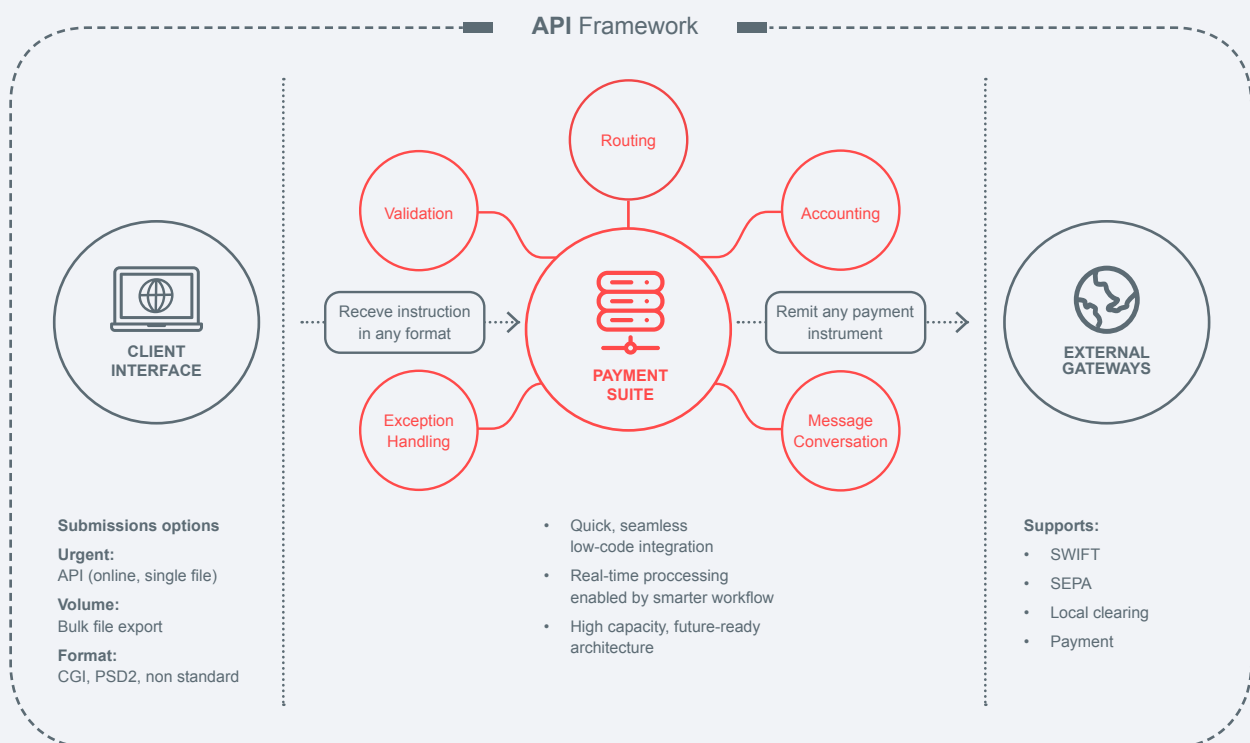 API Framework
Routing
Validation
Accounting
CLIENT
INTERFACE
Receve instruction
in any format
PAYMENT
SUITE
Remit any payment
instrument
EXTERNAL
GATEWAYS
Exception
Handling
Message
Conversation
Submissions options
Urgent:
API (online, single file)
Volume:
Bulk file export
Format:
CGI, PSD2, non standard
• Quick, seamless
low-code integration
• Real-time proccessing
enabled by smarter workflow
• High capacity, future-ready
architecture
Supports:
• SWIFT
• SEPA
• Local clearing
• Payment